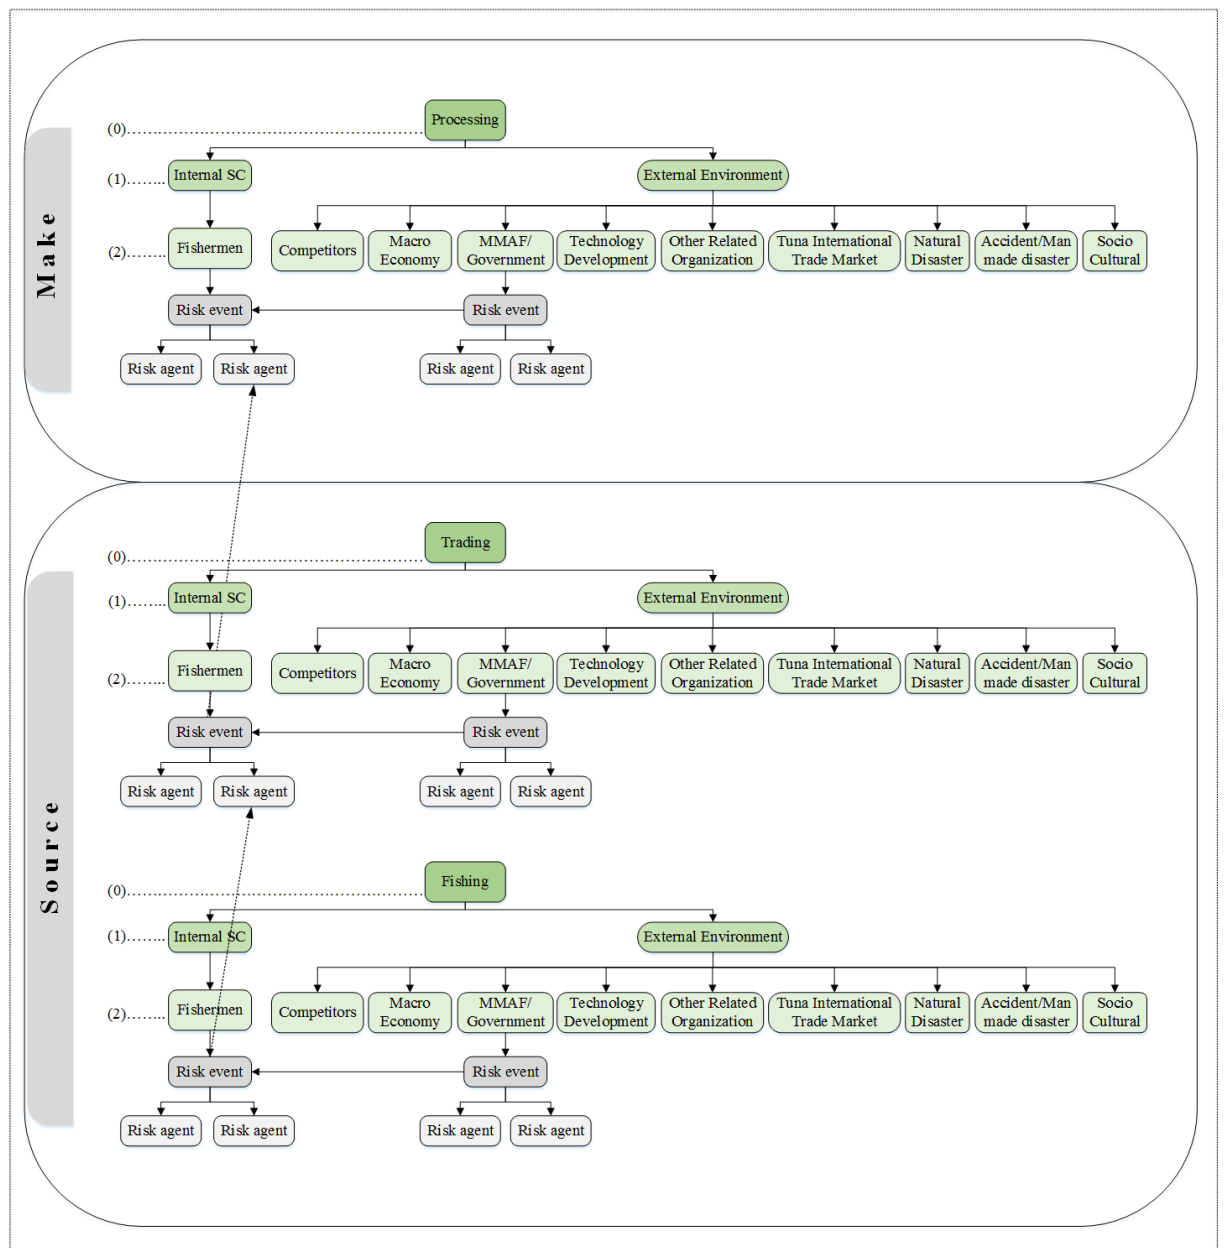 Make
(0)
Processing
(1)
Internal SC
External Environment
(2)
Fishermen
Competitors
Macro
Economy
MMAF/
Government
Technology
Development
Other Related
Organization
Tuna International
Trade Market
Natural
Disaster
Accident/Man
made disaster
Socio
Cultural
Risk event
Risk event
Risk agent
Risk agent
Risk agent
Risk agent
Source
(0)
Trading
(1)
Internal SC
External Environment
(2)
Fishermen
Competitors
Macro
Economy
MMAF/
Government
Technology
Development
Other Related
Organization
Tuna International
Trade Market
Natural
Disaster
Accident/Man
made disaster
Socio
Cultural
Risk event
Risk event
Risk agent
Risk agent
Risk agent
Risk agent
(0)
Fishing
(1)
Internal SC
External Environment
(2)
Fishermen
Competitors
Macro
Economy
MMAF/
Government
Technology
Development
Other Related
Organization
Tuna International
Trade Market
Natural
Disaster
Accident/Man
made disaster
Socio
Cultural
Risk event
Risk event
Risk agent
Risk agent
Risk agent
Risk agent